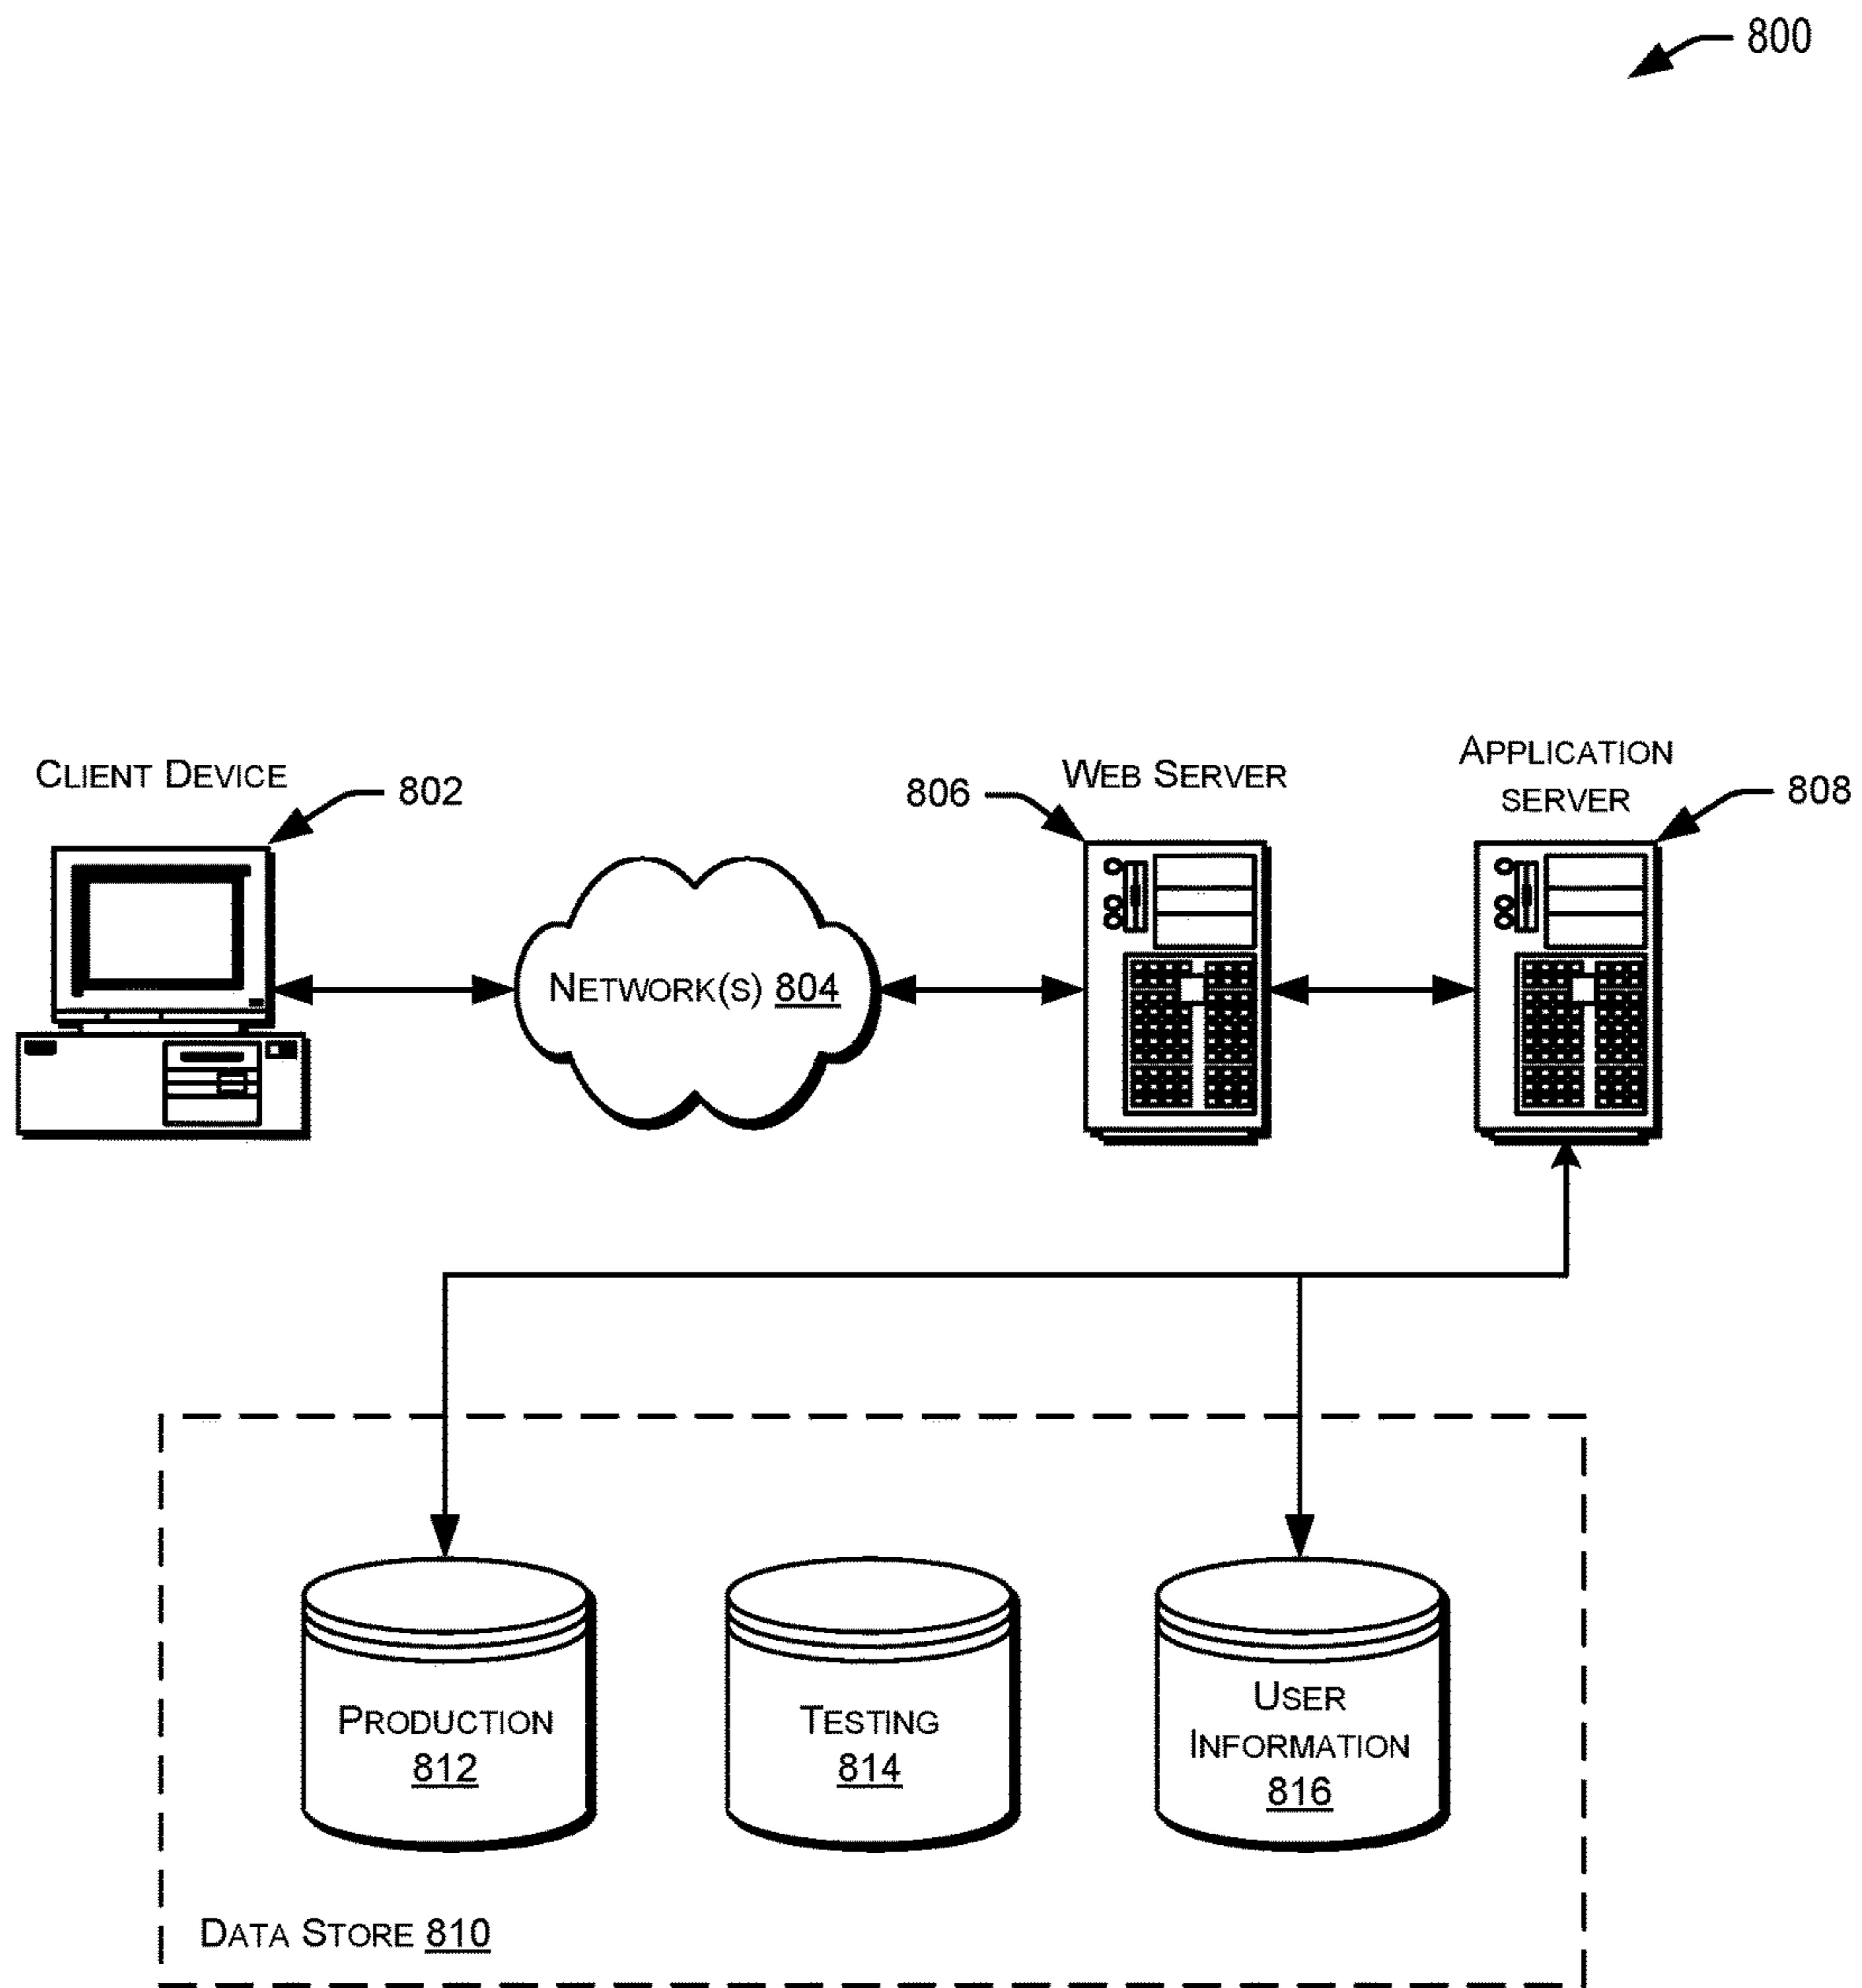 800
CLIENT DEVICE
802
806
WEB SERVER
APPLICATION
SERVER
808
NETWORK(S) 804
PRODUCTION
812
TESTING
814
USER
INFORMATION
816
DATA STORE 810